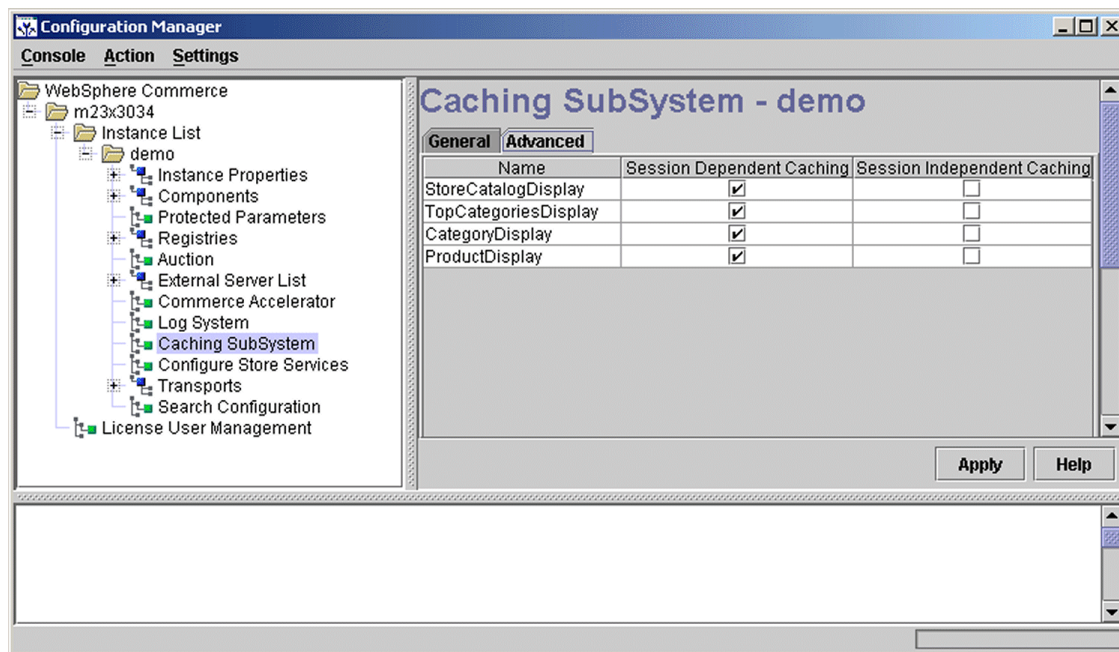 Configuration Manager
Console Action Settings
WebSphere Commerce
m23x3034
Instance List
demo
Instance Properties
Components
Protected Parameters
Registries
Auction
External Server List
Commerce Accelerator
Log System
Caching SubSystem
Configure Store Services
Transports
Search Configuration
License User Management
Caching SubSystem - demo
General Advanced
Name Session Dependent Caching Session Independent Caching
StoreCatalogDisplay
TopCategoriesDisplay
CategoryDisplay
ProductDisplay
Apply Help